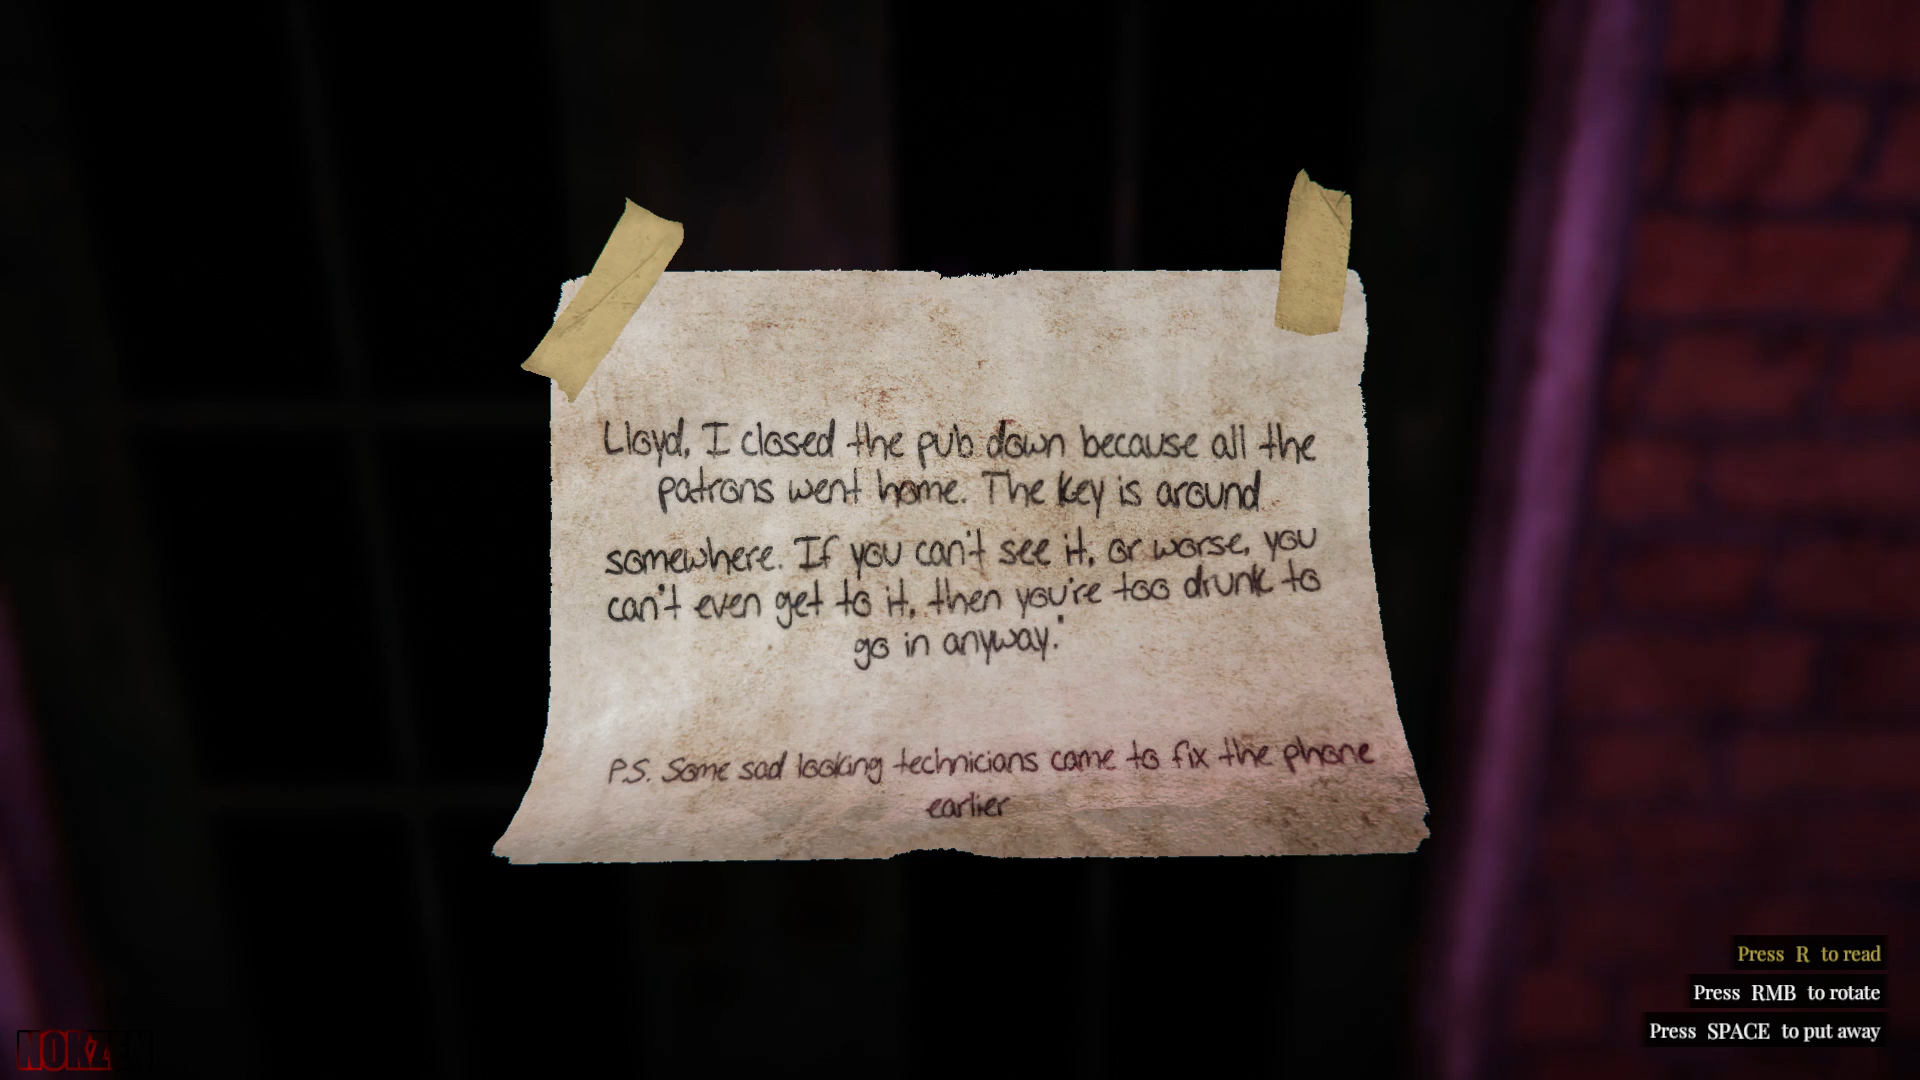 Lloyd, I closed the pub down because all the
patrons went home. The key is around
somewhere. If you can't see it, or worse, you
can't even get to it, then you're too drunk to
go in anyway."
P.S. Some sad looking technicians came to fix the phone
earlier
Press R to read
Press RMB to rotate
Press SPACE to put away